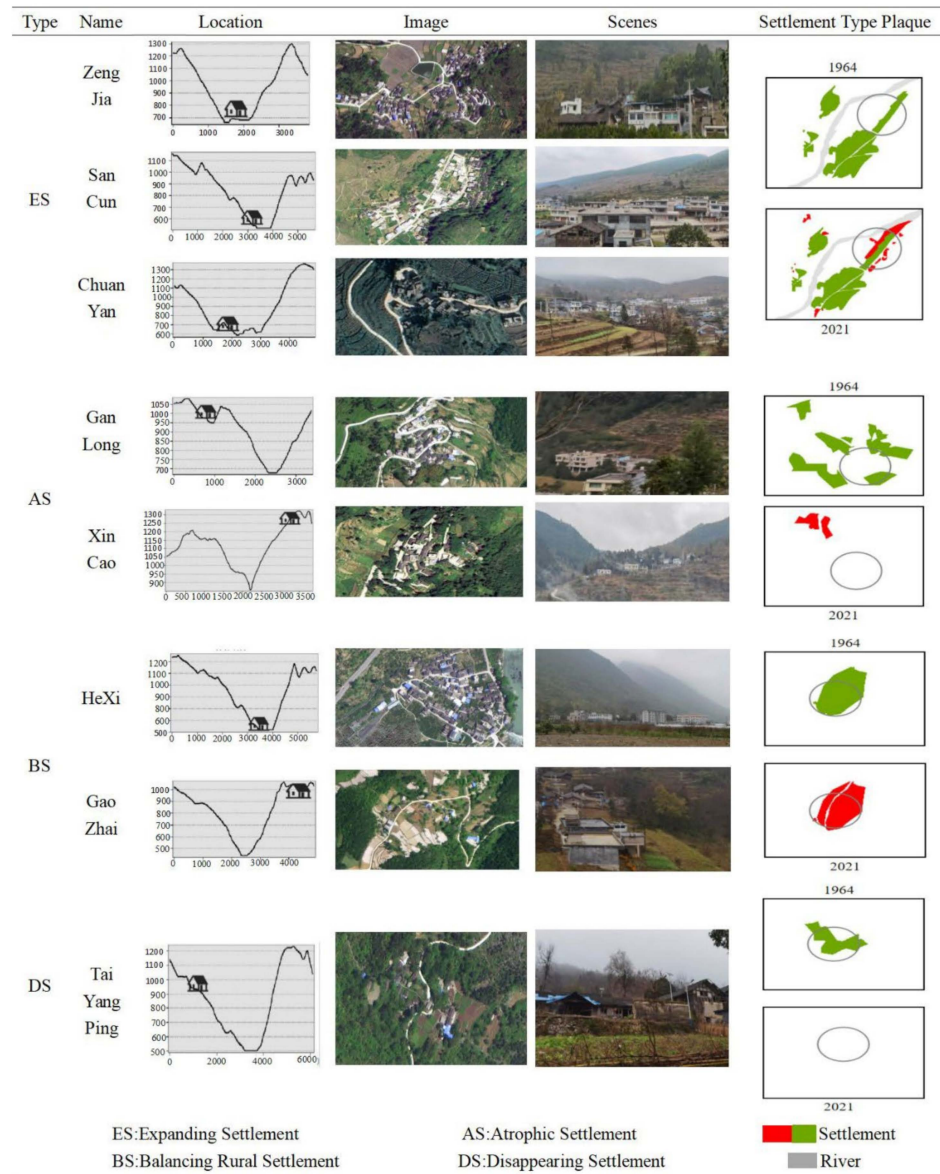 Type Name Location Image Scenes Settlement Type Plaque
ES
Zeng
Jia
1300
1200
1100
1000
900
800
700
0 1000 2000 3000
San
Cun
1100
1000
900
800
700
600
0 1000 2000 3000 4000 5000
Chuan
Yan
1300
1200
1100
1000
900
800
700
600
0 1000 2000 3000 4000
1964
2021
AS
Gan
Long
1050
1000
950
900
850
800
750
700
0 1000 2000 3000
Xin
Cao
1300
1250
1200
1150
1100
1050
1000
950
900
0 500 1000 1500 2000 2500 3000 3500
1964
2021
BS
HeXi
1200
1100
1000
900
800
700
600
500
0 1000 2000 3000 4000 5000
Gao
Zhai
1000
900
800
700
600
500
0 1000 2000 3000 4000
1964
2021
DS
Tai
Yang
Ping
1200
1100
1000
900
800
700
600
500
0 2000 4000 6000
1964
2021
ES:Expanding Settlement AS:Atrophic Settlement Settlement
BS:Balancing Rural Settlement DS:Disappearing Settlement River